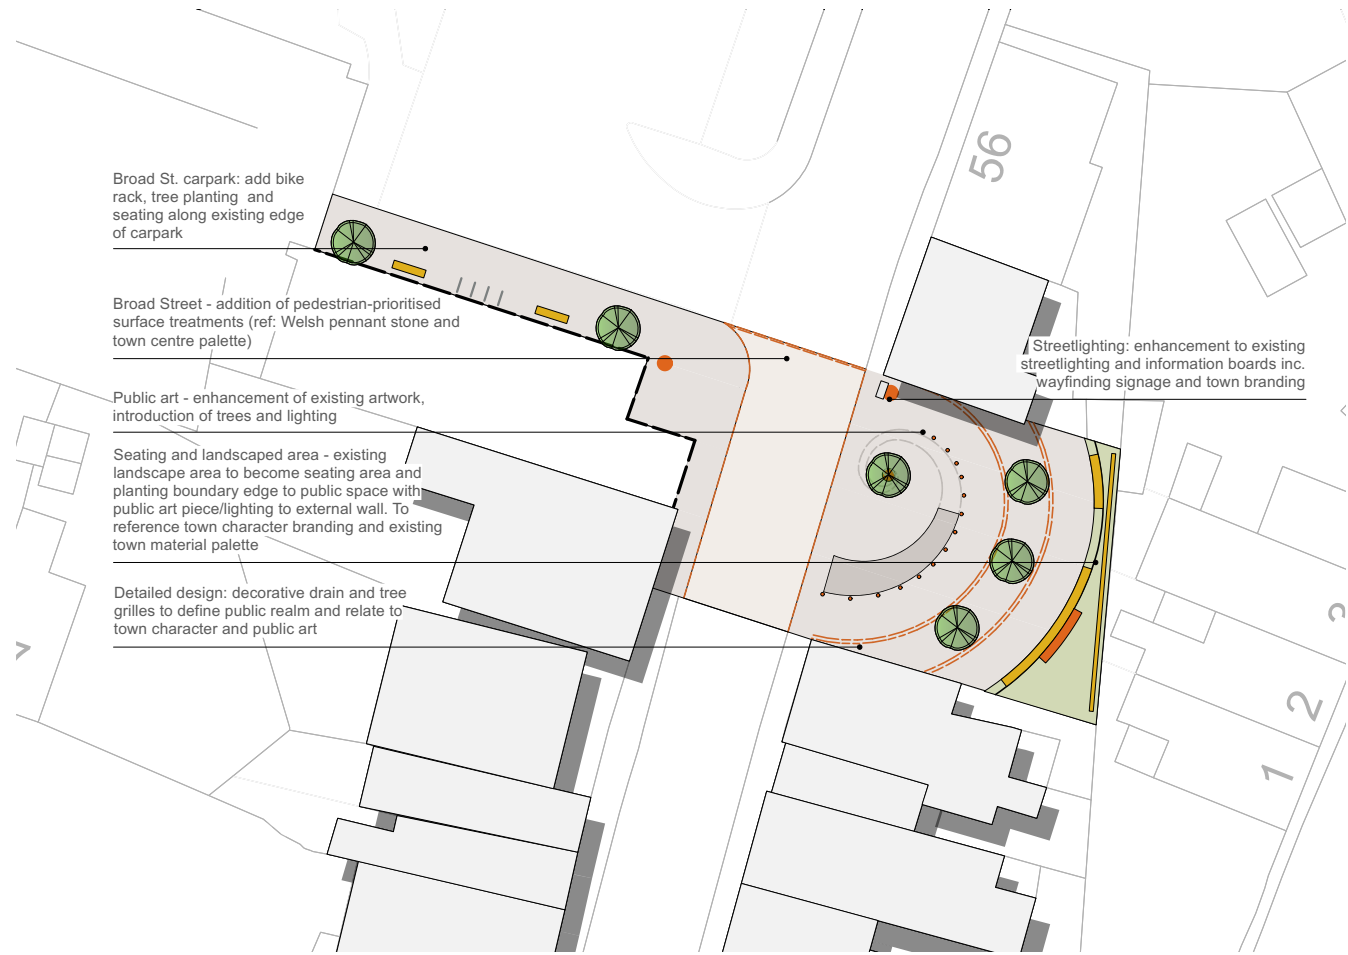 56
Broad St. carpark: add bike
rack, tree planting and
seating along existing edge
of carpark
Broad Street - addition of pedestrian-prioritised
surface treatments (ref: Welsh pennant stone and
town centre palette)
Streetlighting: enhancement to existing
streetlighting and information boards inc.
wayfinding signage and town branding
Public art - enhancement of existing artwork,
introduction of trees and lighting
Seating and landscaped area - existing
landscape area to become seating area and
planting boundary edge to public space with
public art piece/lighting to external wall. To
reference town character branding and existing
town material palette
Detailed design: decorative drain and tree
grilles to define public realm and relate to
town character and public art
3
2
1